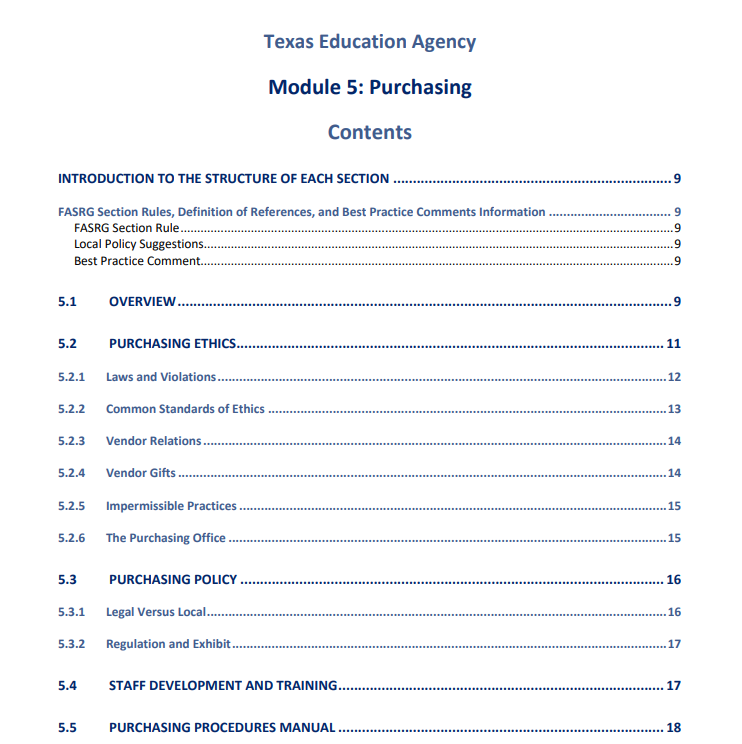 Texas Education Agency
Module 5: Purchasing
Contents
INTRODUCTION TO THE STRUCTURE OF EACH SECTION ........................................................................ 9
FASRG Section Rules, Definition of References, and Best Practice Comments Information ................................. 9
FASRG Section Rule ........................................................................................................................................ 9
Local Policy Suggestions ................................................................................................................................. 9
Best Practice Comment .................................................................................................................................. 9
5.1 OVERVIEW ........................................................................................................................ 9
5.2 PURCHASING ETHICS ........................................................................................................ 11
5.2.1 Laws and Violations ........................................................................................................................ 12
5.2.2 Common Standards of Ethics ........................................................................................................ 13
5.2.3 Vendor Relations ........................................................................................................................ 14
5.2.4 Vendor Gifts ........................................................................................................................ 14
5.2.5 Impermissible Practices ........................................................................................................ 15
5.2.6 The Purchasing Office ........................................................................................................ 15
5.3 PURCHASING POLICY ........................................................................................................ 16
5.3.1 Legal Versus Local ........................................................................................................................ 16
5.3.2 Regulation and Exhibit ........................................................................................................ 17
5.4 STAFF DEVELOPMENT AND TRAINING ................................................................................ 17
5.5 PURCHASING PROCEDURES MANUAL ................................................................................ 18